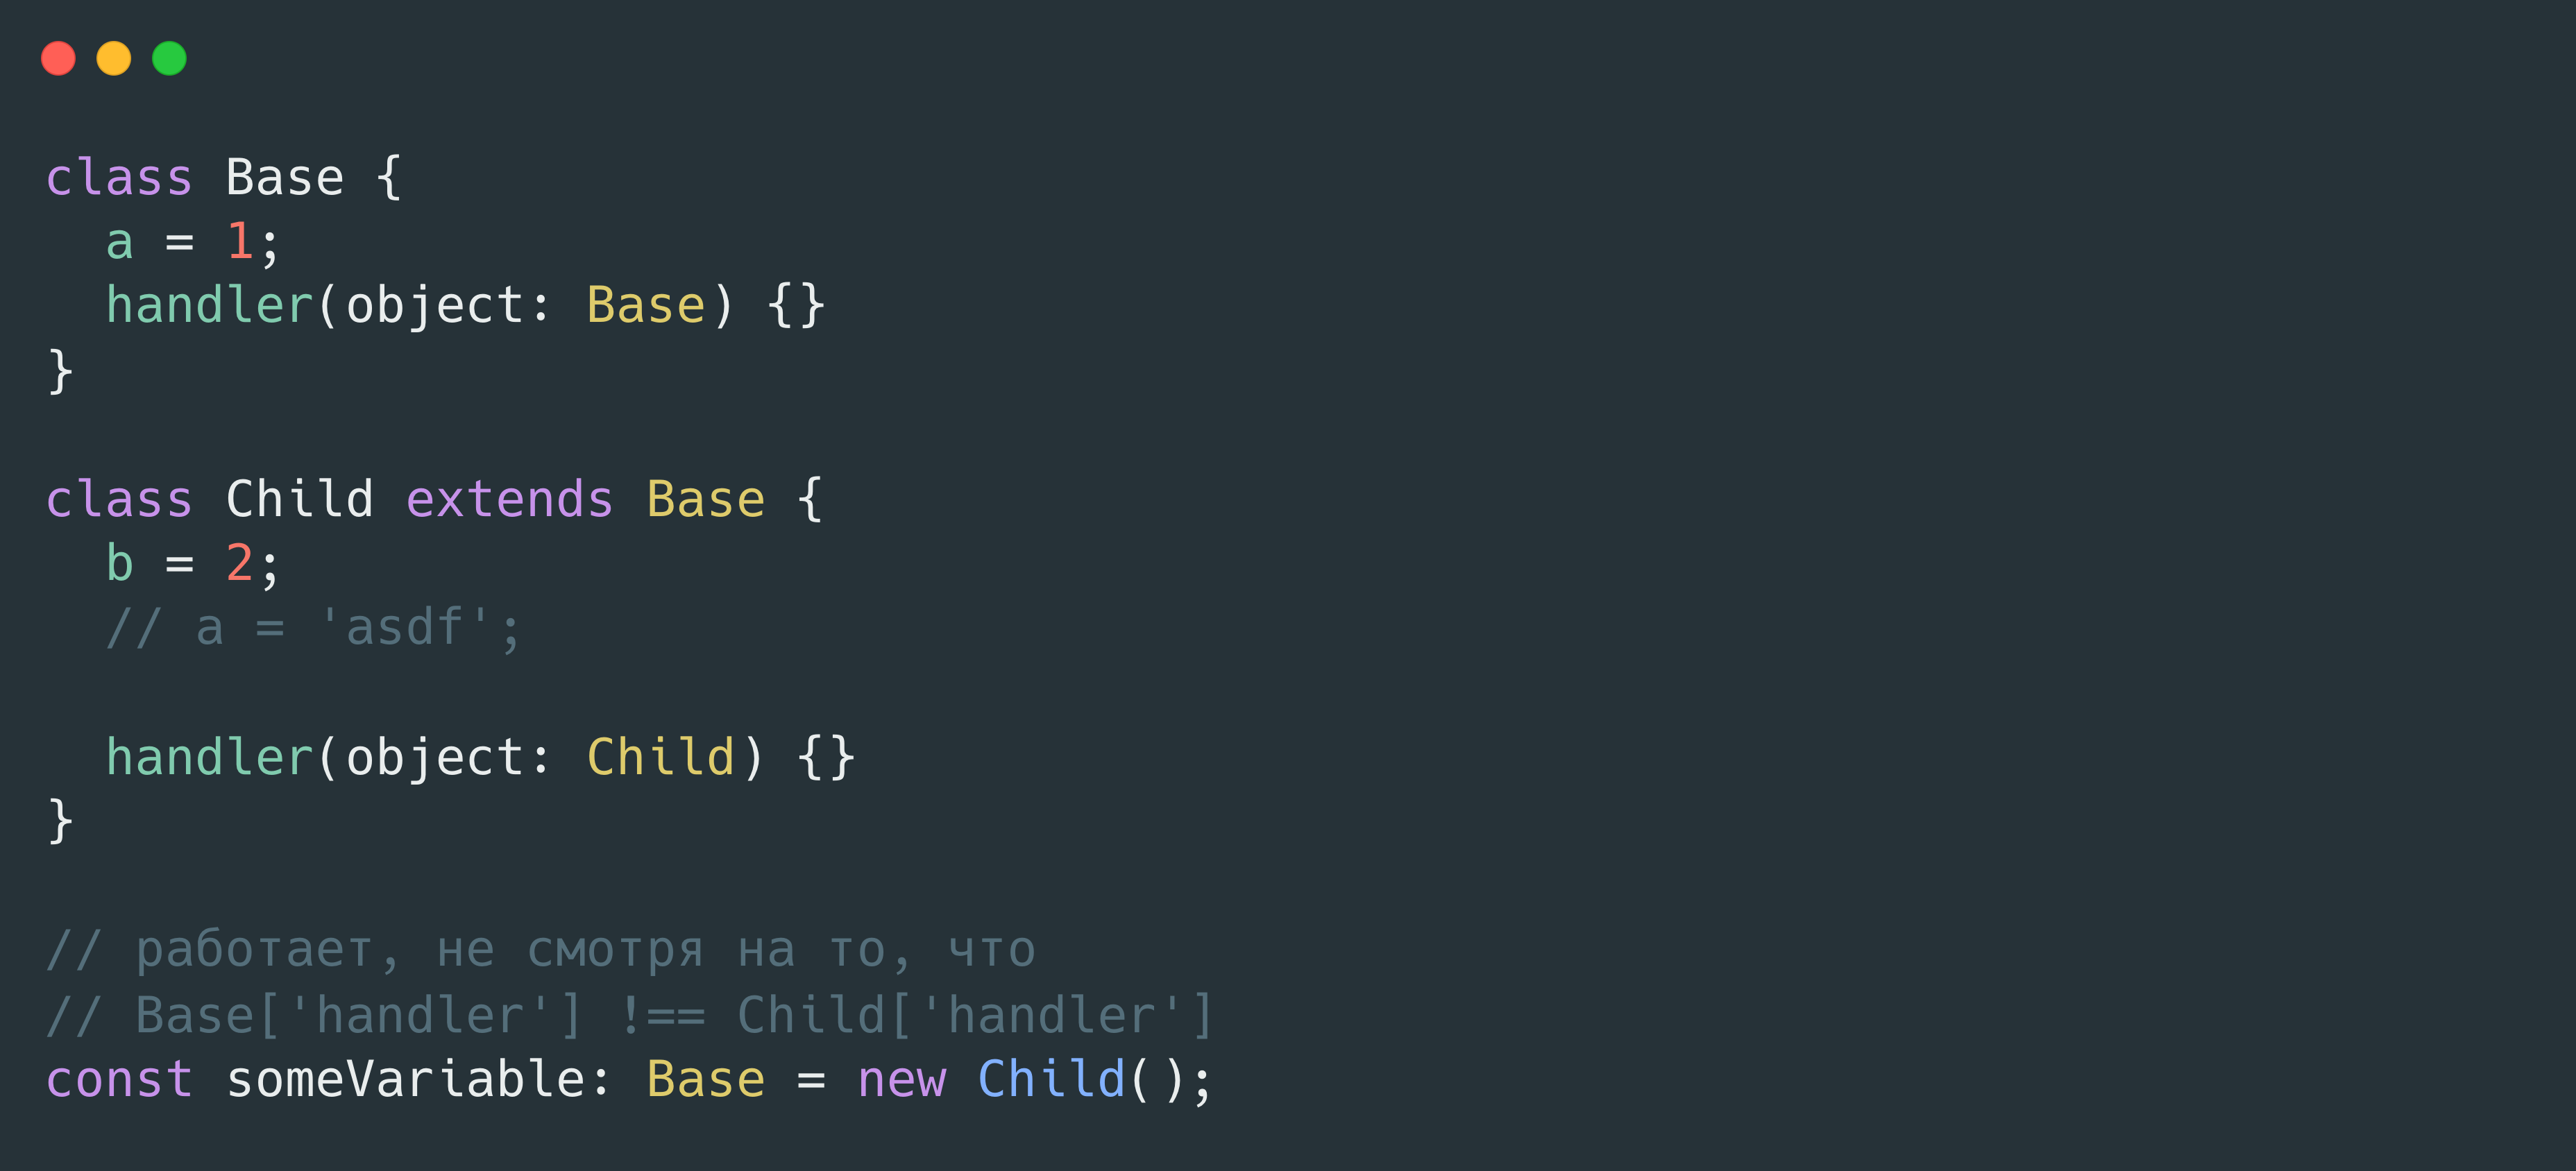 class Base {
  a = 1;
  handler(object: Base) {}
}
class Child extends Base {
  b = 2;
  // a = 'asdf';
  handler(object: Child) {}
}
// работает, не смотря на то, что
// Base['handler'] !== Child['handler']
const someVariable: Base = new Child();